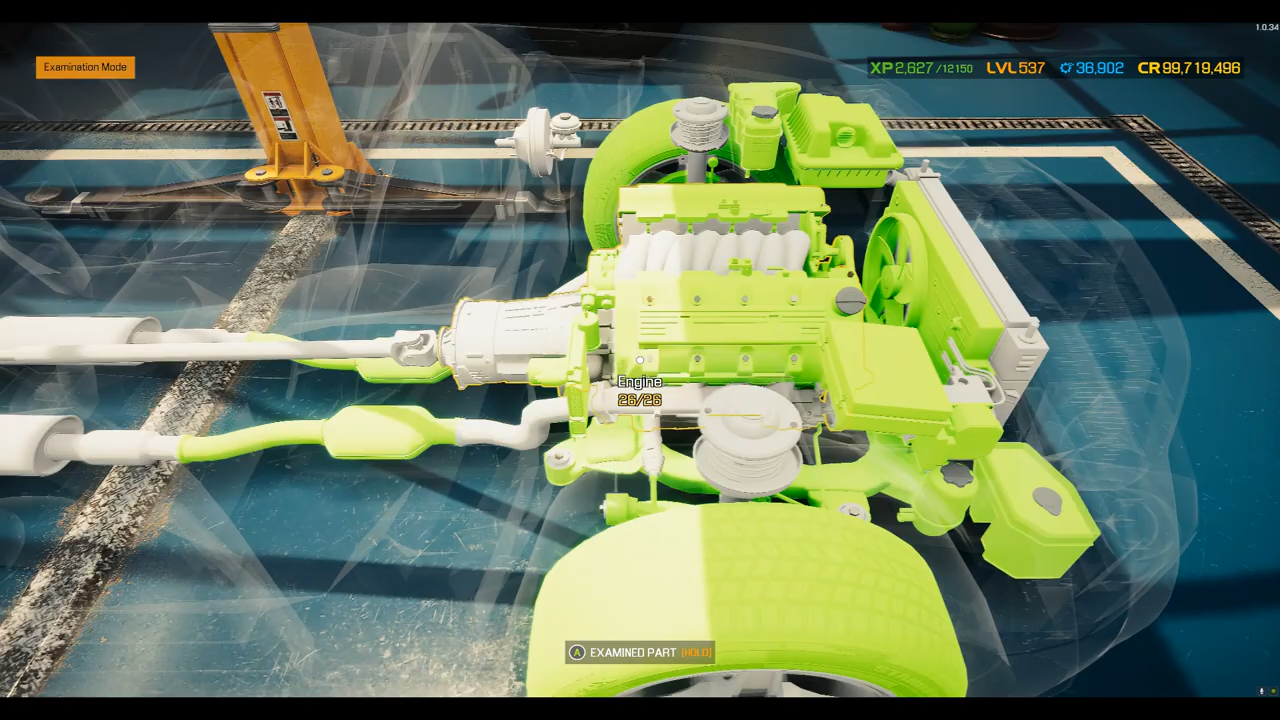 1.0.34
Examination Mode
XP 2,627 / 12150 LVL 537 36,902 CR 99,719,496
Engine
26/26
A EXAMINED PART [HOLD]